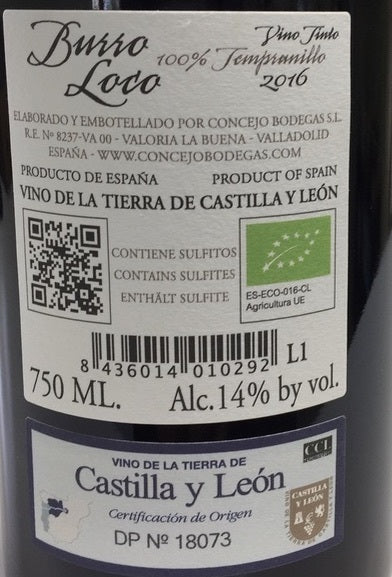 Burro Loco
Vino Tinto
100% Tempranillo
2016
ELABORADO Y EMBOTELLADO POR CONCEJO BODEGAS S.L.
R.E. Nº 8237-VA 00 - VALORIA LA BUENA - VALLADOLID
ESPAÑA - WWW.CONCEJOBODEGAS.COM
PRODUCTO DE ESPAÑA PRODUCT OF SPAIN
VINO DE LA TIERRA DE CASTILLA Y LEÓN
CONTIENE SULFITOS
CONTAINS SULFITES
ENTHÄLT SULFITE
ES-ECO-016-CL
Agricultura UE
8 436014 010292 L1
750 ML. Alc.14% by vol.
VINO DE LA TIERRA DE
Castilla y León
Certificación de Origen
DP Nº 18073
CCL
CASTILLA
Y LEÓN